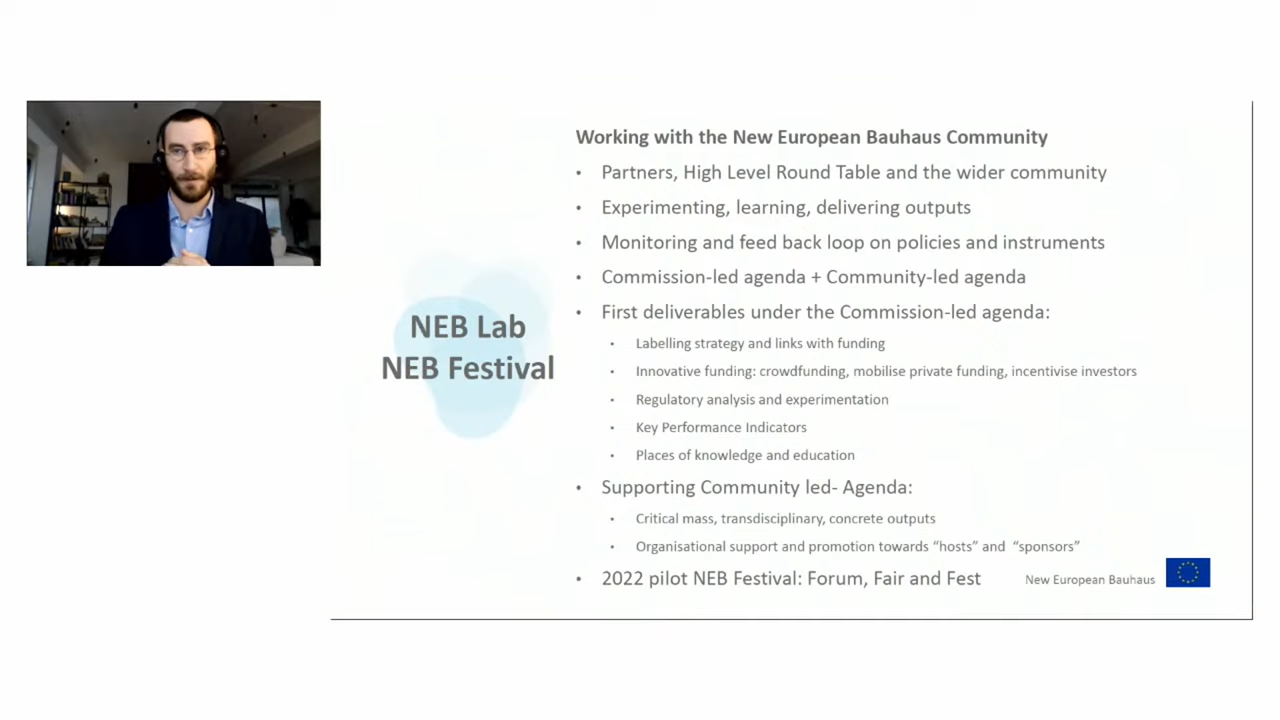 NEB Lab
NEB Festival
Working with the New European Bauhaus Community
• Partners, High Level Round Table and the wider community
• Experimenting, learning, delivering outputs
• Monitoring and feed back loop on policies and instruments
• Commission-led agenda + Community-led agenda
• First deliverables under the Commission-led agenda:
• Labelling strategy and links with funding
• Innovative funding: crowdfunding, mobilise private funding, incentivise investors
• Regulatory analysis and experimentation
• Key Performance Indicators
• Places of knowledge and education
• Supporting Community led- Agenda:
• Critical mass, transdisciplinary, concrete outputs
• Organisational support and promotion towards “hosts” and “sponsors”
• 2022 pilot NEB Festival: Forum, Fair and Fest
New European Bauhaus